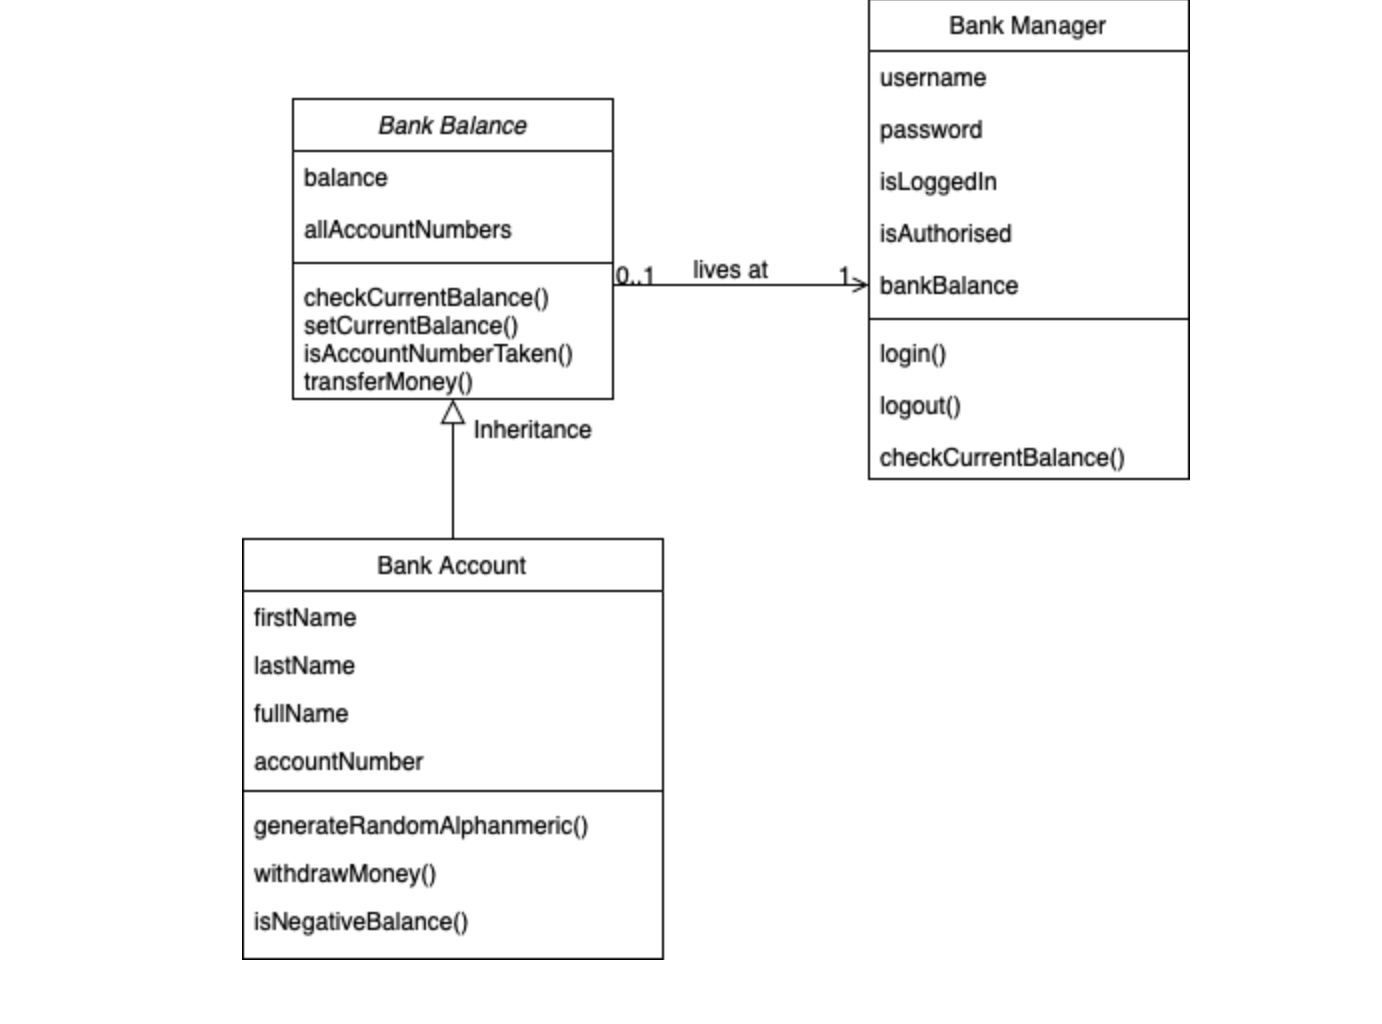 Bank Manager
username
password
isLoggedIn
isAuthorised
bankBalance
login()
logout()
checkCurrentBalance()
Bank Balance
balance
allAccountNumbers
checkCurrentBalance()
setCurrentBalance()
isAccountNumberTaken()
transferMoney()
0..1
lives at
1
Inheritance
Bank Account
firstName
lastName
fullName
accountNumber
generateRandomAlphanmeric()
withdrawMoney()
isNegativeBalance()